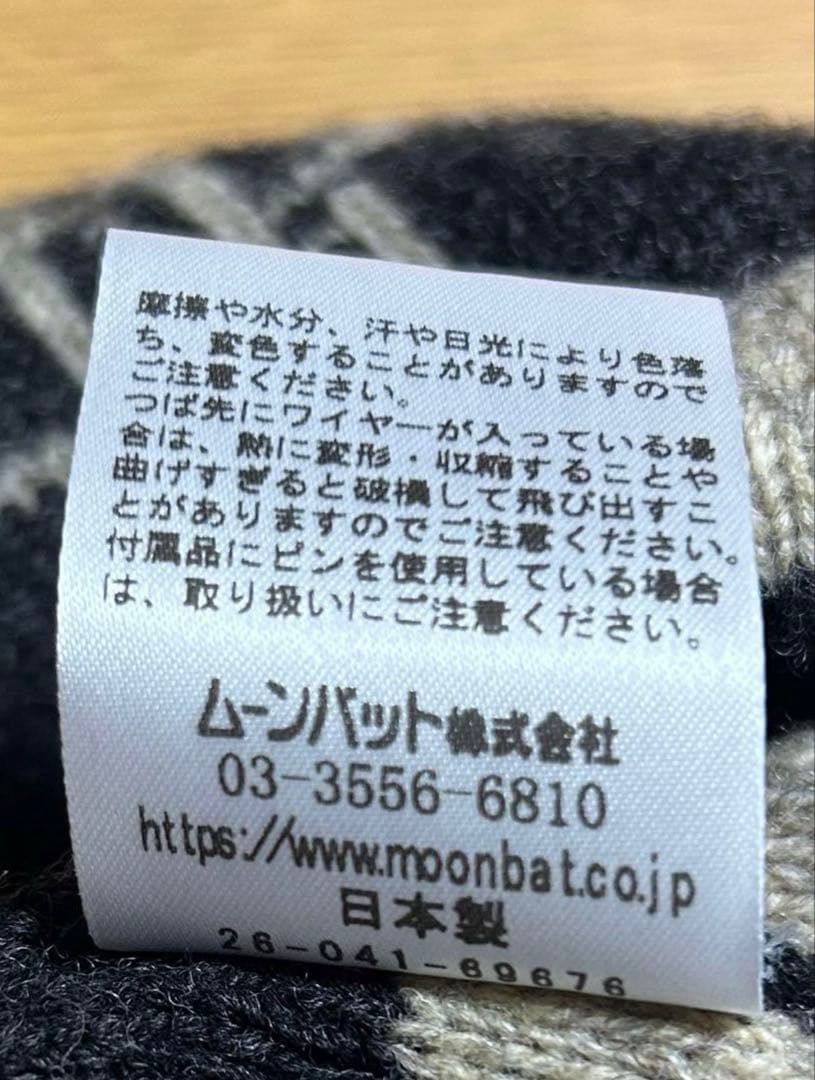 摩擦や水分、汗や日光により色落
ち、変色することがありますので
ご注意ください。
つば先にワイヤーが入っている場
合は、熱に変形・収縮することや
曲げすぎると破損して飛び出すこ
とがありますのでご注意ください。
付属品にピンを使用している場合
は、取り扱いにご注意ください。
ムーンバット株式会社
03-3556-6810
https://www.moonbat.co.jp
日本製
26-041-69676